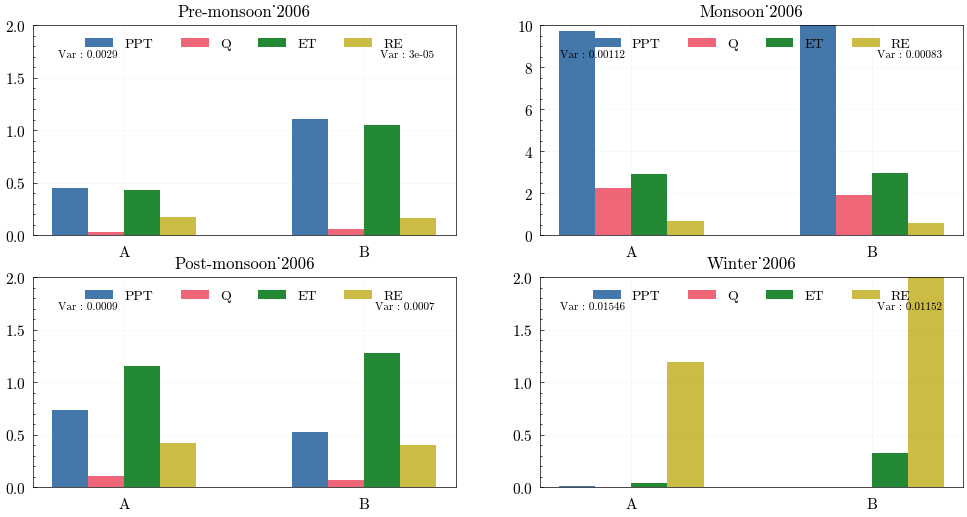 Pre-monsoon˙2006
2.0
1.5
1.0
0.5
0.0
PPT Q ET RE
Var : 0.0029 Var : 3e-05
A B
Monsoon˙2006
10
8
6
4
2
0
PPT Q ET RE
Var : 0.00112 Var : 0.00083
A B
Post-monsoon˙2006
2.0
1.5
1.0
0.5
0.0
PPT Q ET RE
Var : 0.0009 Var : 0.0007
A B
Winter˙2006
2.0
1.5
1.0
0.5
0.0
PPT Q ET RE
Var : 0.01546 Var : 0.01152
A B